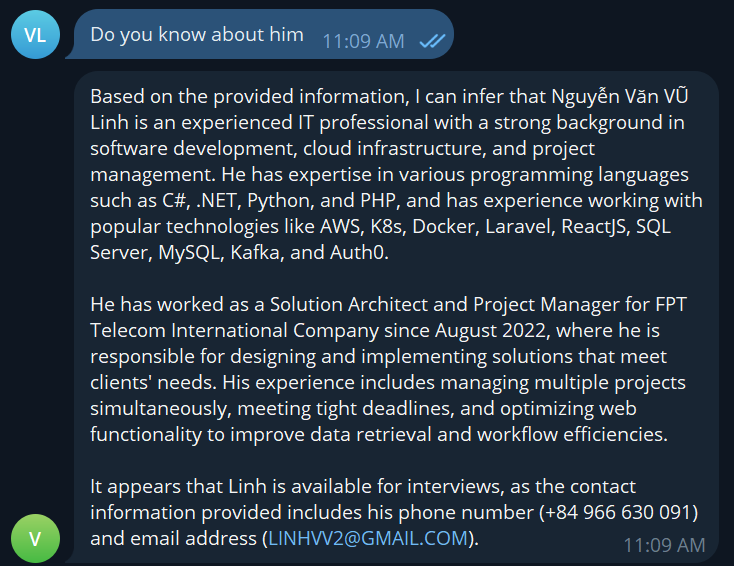 VL
Do you know about him 11:09 AM
Based on the provided information, I can infer that Nguyễn Văn VŨ
Linh is an experienced IT professional with a strong background in
software development, cloud infrastructure, and project
management. He has expertise in various programming languages
such as C#, .NET, Python, and PHP, and has experience working with
popular technologies like AWS, K8s, Docker, Laravel, ReactJS, SQL
Server, MySQL, Kafka, and Auth0.
He has worked as a Solution Architect and Project Manager for FPT
Telecom International Company since August 2022, where he is
responsible for designing and implementing solutions that meet
clients' needs. His experience includes managing multiple projects
simultaneously, meeting tight deadlines, and optimizing web
functionality to improve data retrieval and workflow efficiencies.
It appears that Linh is available for interviews, as the contact
information provided includes his phone number (+84 966 630 091)
and email address (LINHVV2@GMAIL.COM).
V
11:09 AM